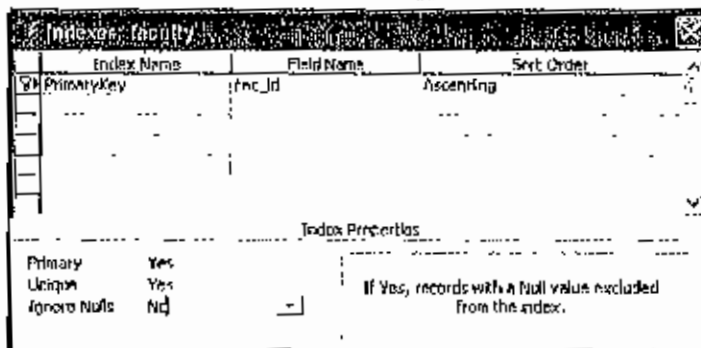 Indexes: faculty
Index Name Field Name Sort Order
PrimaryKey fac_id Ascending
Index Properties
Primary Yes
Unique Yes
Ignore Nulls No
If Yes, records with a Null value excluded
from the index.